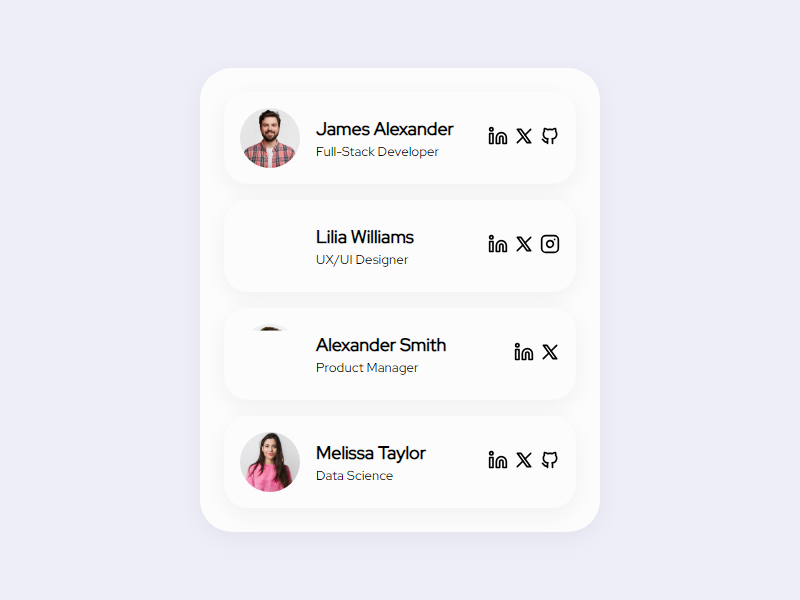 James Alexander
Full-Stack Developer
Lilia Williams
UX/UI Designer
Alexander Smith
Product Manager
Melissa Taylor
Data Science